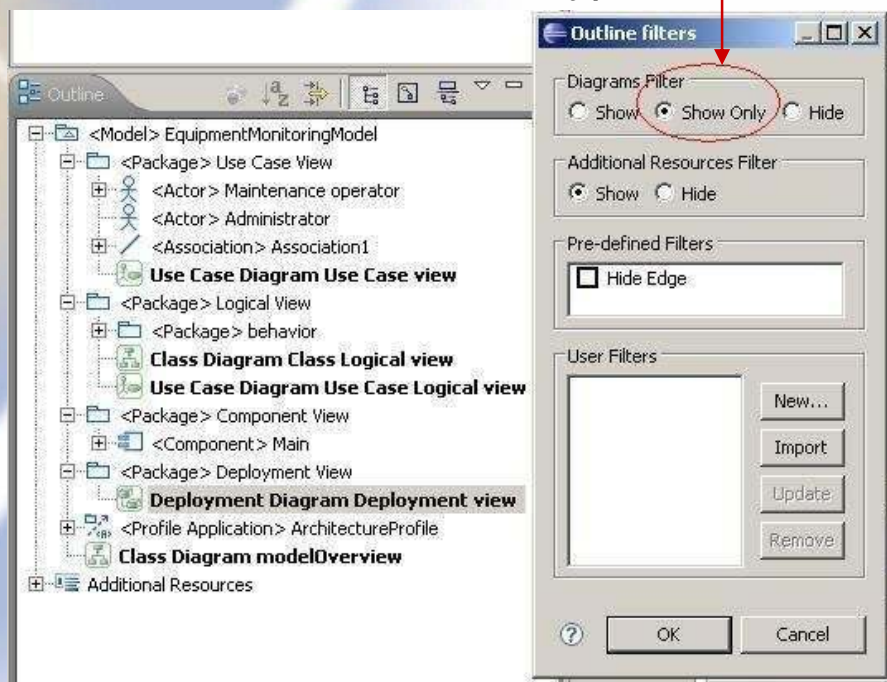 Outline
<Model> EquipmentMonitoringModel
<Package> Use Case View
<Actor> Maintenance operator
<Actor> Administrator
<Association> Association1
Use Case Diagram Use Case view
<Package> Logical View
<Package> behavior
Class Diagram Class Logical view
Use Case Diagram Use Case Logical view
<Package> Component View
<Component> Main
<Package> Deployment View
Deployment Diagram Deployment view
<Profile Application> ArchitectureProfile
Class Diagram modelOverview
Additional Resources
Outline filters
Diagrams Filter
Show Show Only Hide
Additional Resources Filter
Show Hide
Pre-defined Filters
Hide Edge
User Filters
New...
Import
Update
Remove
OK Cancel